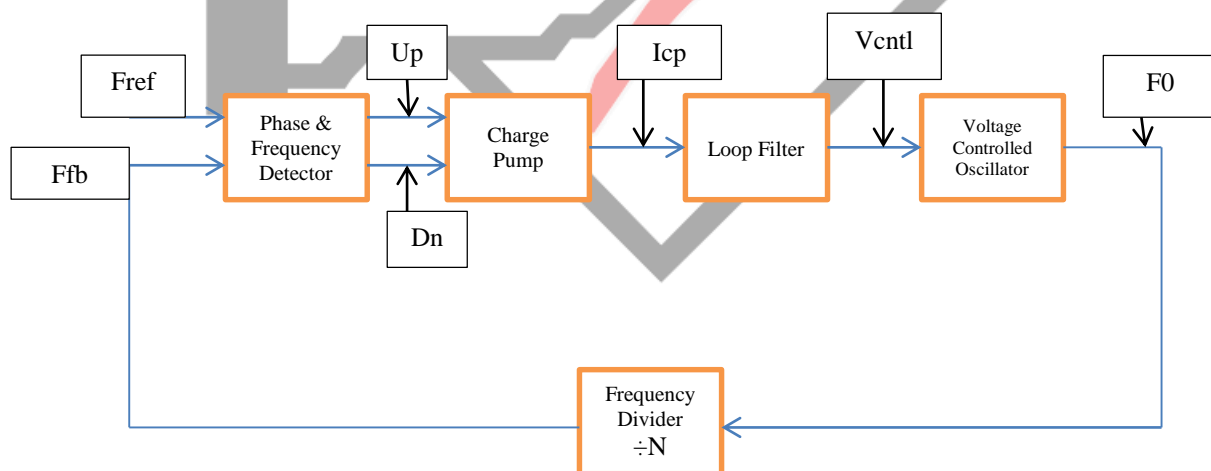 Up
Icp
Vcntl
F0
Fref
Ffb
Phase &
Frequency
Detector
Charge
Pump
Loop Filter
Voltage
Controlled
Oscillator
Dn
Frequency
Divider
÷N